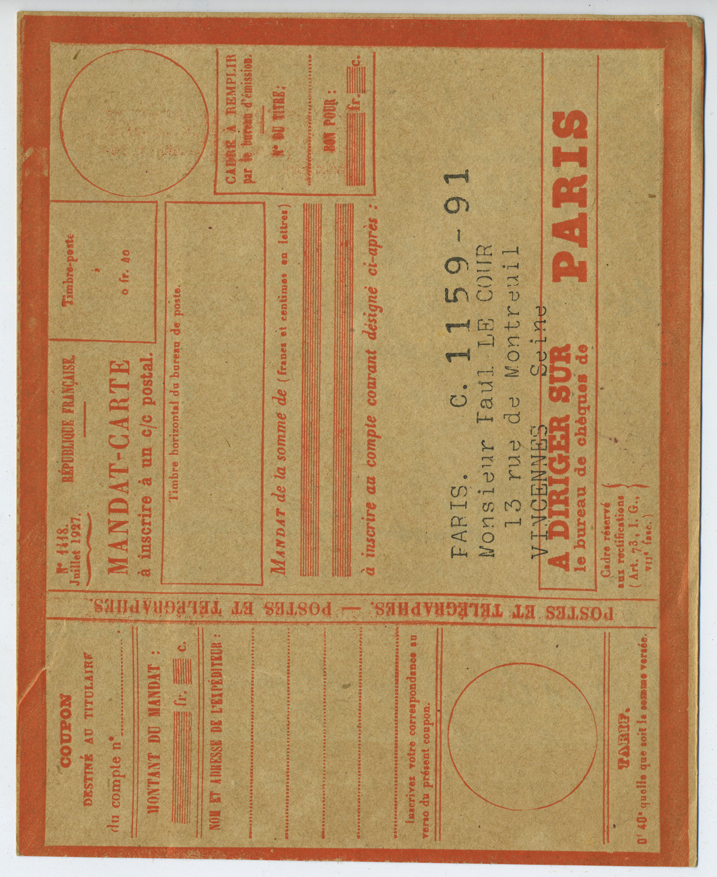 COUPON
DESTINÉ AU TITULAIRE
du compte n°
MONTANT DU MANDAT :
fr. c.
NOM ET ADRESSE DE L'EXPÉDITEUR :
Inscrivez votre correspondance au
verso du présent coupon.
TARIF.
0f 40c quelle que soit la somme versée.
POSTES ET TÉLÉGRAPHES. — POSTES ET TÉLÉGRAPHES.
N° 1418.
Juillet 1927.
RÉPUBLIQUE FRANÇAISE.
MANDAT-CARTE
à inscrire à un c/c postal.
Timbre-poste
à
0 fr. 40
Timbre horizontal du bureau de poste.
CADRE À REMPLIR
par le bureau d'émission.
N° DU TITRE :
BON POUR :
fr. c.
MANDAT de la somme de (francs et centimes en lettres)
à inscrire au compte courant désigné ci-après :
PARIS. C. 1159-91
Monsieur Paul LE COUR
13 rue de Montreuil
VINCENNES Seine
A DIRIGER SUR
le bureau de chèques de
PARIS
Cadre réservé
aux rectifications
(Art. 73, I. G.,
VIIe fasc.)